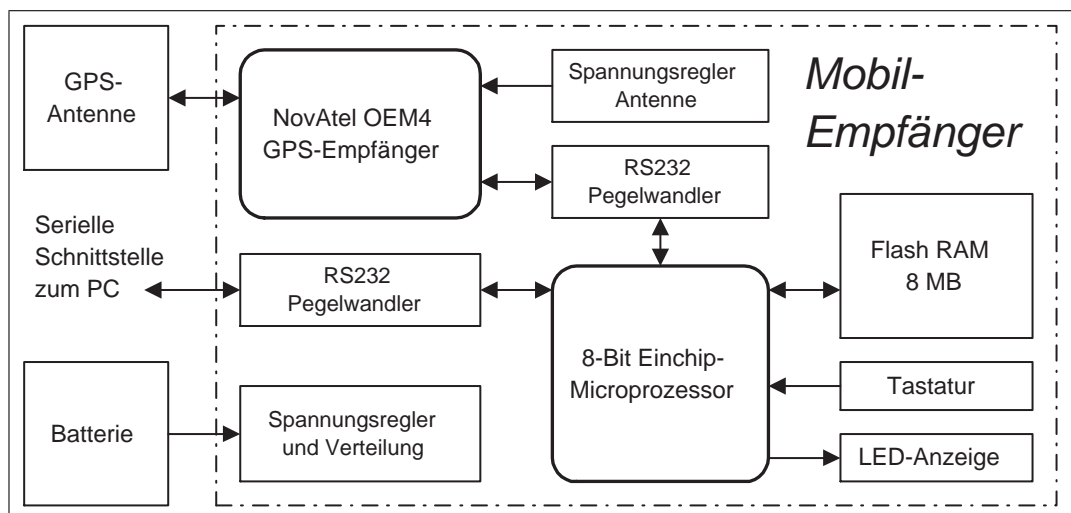 GPS-
Antenne
NovAtel OEM4
GPS-Empfänger
Spannungsregler
Antenne
Mobil-
Empfänger
RS232
Pegelwandler
Serielle
Schnittstelle
zum PC
RS232
Pegelwandler
Flash RAM
8 MB
8-Bit Einchip-
Microprozessor
Tastatur
Batterie
Spannungsregler
und Verteilung
LED-Anzeige